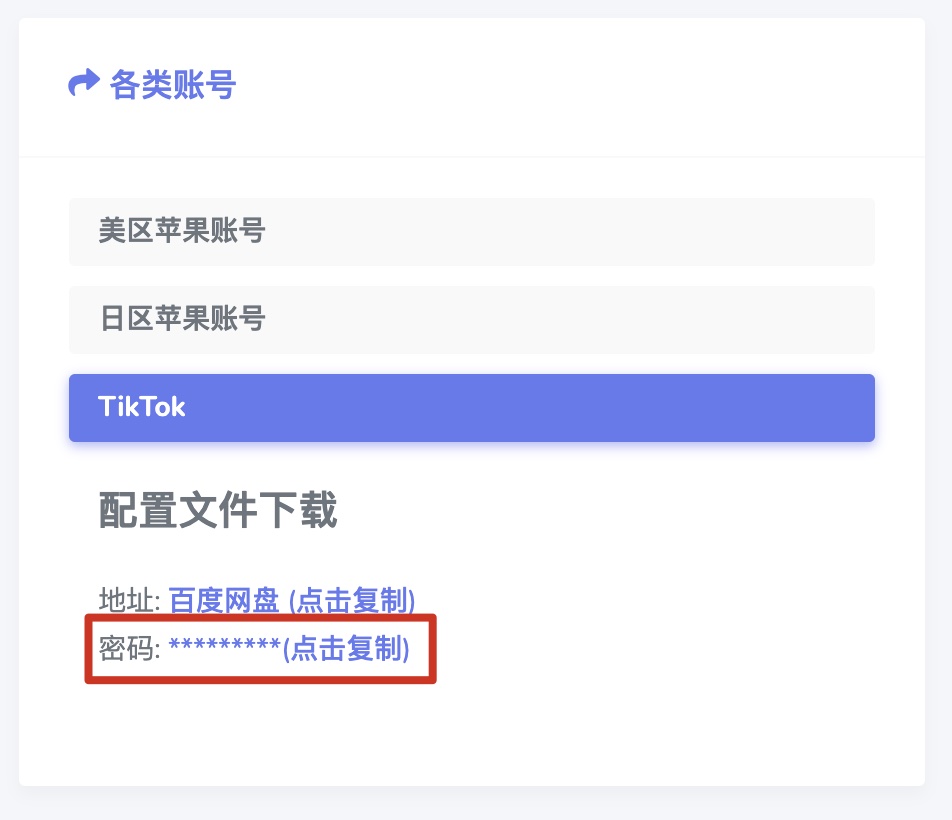 各类账号
美区苹果账号
日区苹果账号
TikTok
配置文件下载
地址: 百度网盘 (点击复制)
密码: *********(点击复制)